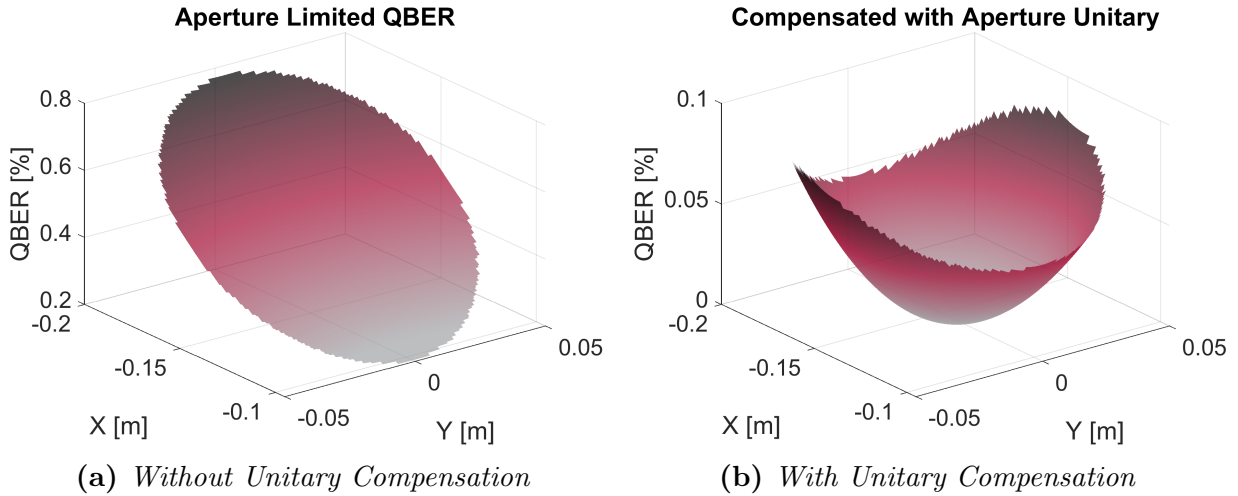 Aperture Limited QBER
0.8
0.6
0.4
0.2
QBER [%]
-0.2
-0.15
-0.1
X [m]
-0.05
0
0.05
Y [m]
(a) Without Unitary Compensation
Compensated with Aperture Unitary
0.1
0.05
0
QBER [%]
-0.2
-0.15
-0.1
X [m]
-0.05
0
0.05
Y [m]
(b) With Unitary Compensation